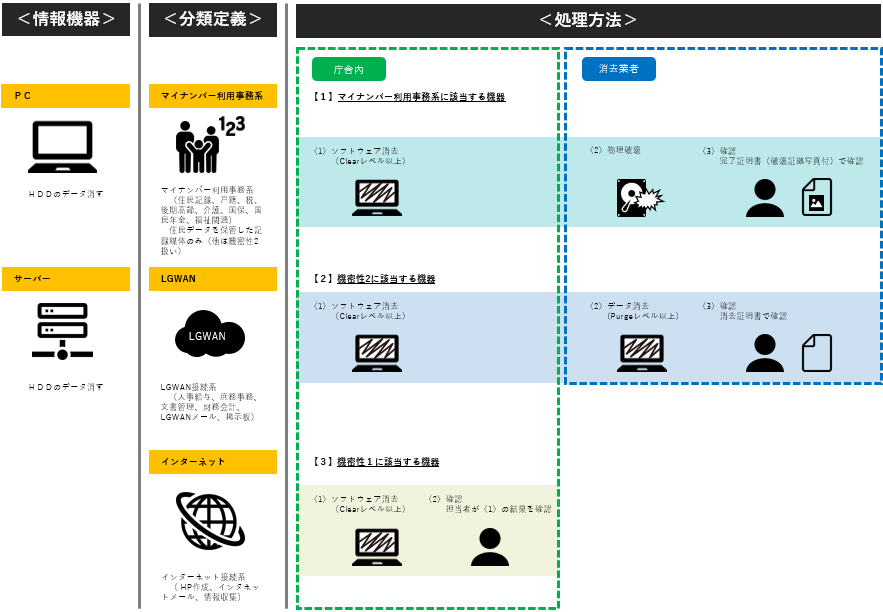 ＜情報機器＞
＜分類定義＞
＜処理方法＞
ＰＣ
ＨＤＤのデータ消す
サーバー
ＨＤＤのデータ消す
マイナンバー利用事務系
123
マイナンバー利用事務系
（住民記録、戸籍、税、
後期高齢、介護、国保、国
民年金、福祉関連）
住民データを保管した記
録媒体のみ（他は機密性2
扱い）
LGWAN
LGWAN
LGWAN接続系
（人事給与、庶務事務、
文書管理、財務会計、
LGWANメール、掲示板）
インターネット
インターネット接続系
（HP作成、インターネッ
トメール、情報収集）
庁舎内
消去業者
【１】マイナンバー利用事務系に該当する機器
（1）ソフトウェア消去
（Clearレベル以上）
（2）物理破壊
（3）確認
完了証明書（破壊証拠写真付）で確認
【２】機密性2に該当する機器
（1）ソフトウェア消去
（Clearレベル以上）
（2）データ消去
（Purgeレベル以上）
（3）確認
消去証明書で確認
【３】機密性１に該当する機器
（1）ソフトウェア消去
（Clearレベル以上）
（2）確認
担当者が（1）の結果を確認